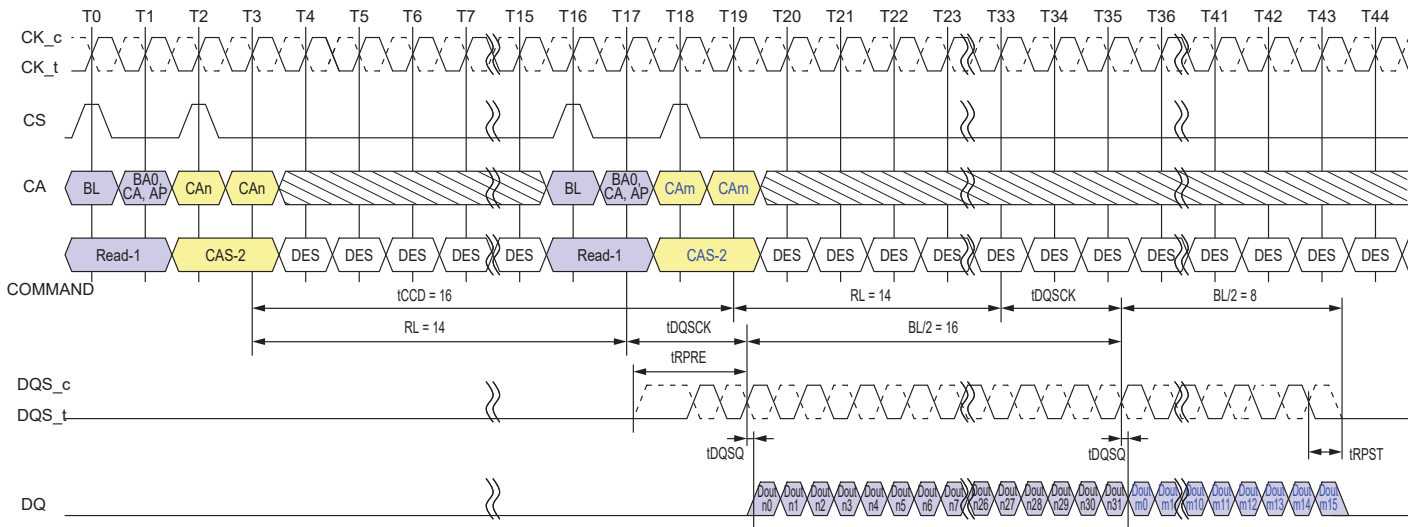 T0 T1 T2 T3 T4 T5 T6 T7 T15 T16 T17 T18 T19 T20 T21 T22 T23 T33 T34 T35 T36 T41 T42 T43 T44
CK_c
CK_t
CS
CA BL BA0, CA, AP CAn CAn BL BA0, CA, AP CAm CAm
Read-1 CAS-2 DES DES DES DES DES Read-1 CAS-2 DES DES DES DES DES DES DES DES DES DES DES DES
COMMAND
tCCD = 16 RL = 14 tDQSCK BL/2 = 8
RL = 14 tDQSCK BL/2 = 16
tRPRE
DQS_c
DQS_t
tDQSQ tDQSQ tRPST
DQ Dout n0 Dout n1 Dout n2 Dout n3 Dout n4 Dout n5 Dout n6 Dout n7 Dout n26 Dout n27 Dout n28 Dout n29 Dout n30 Dout n31 Dout m0 Dout m1 Dout m10 Dout m11 Dout m12 Dout m13 Dout m14 Dout m15